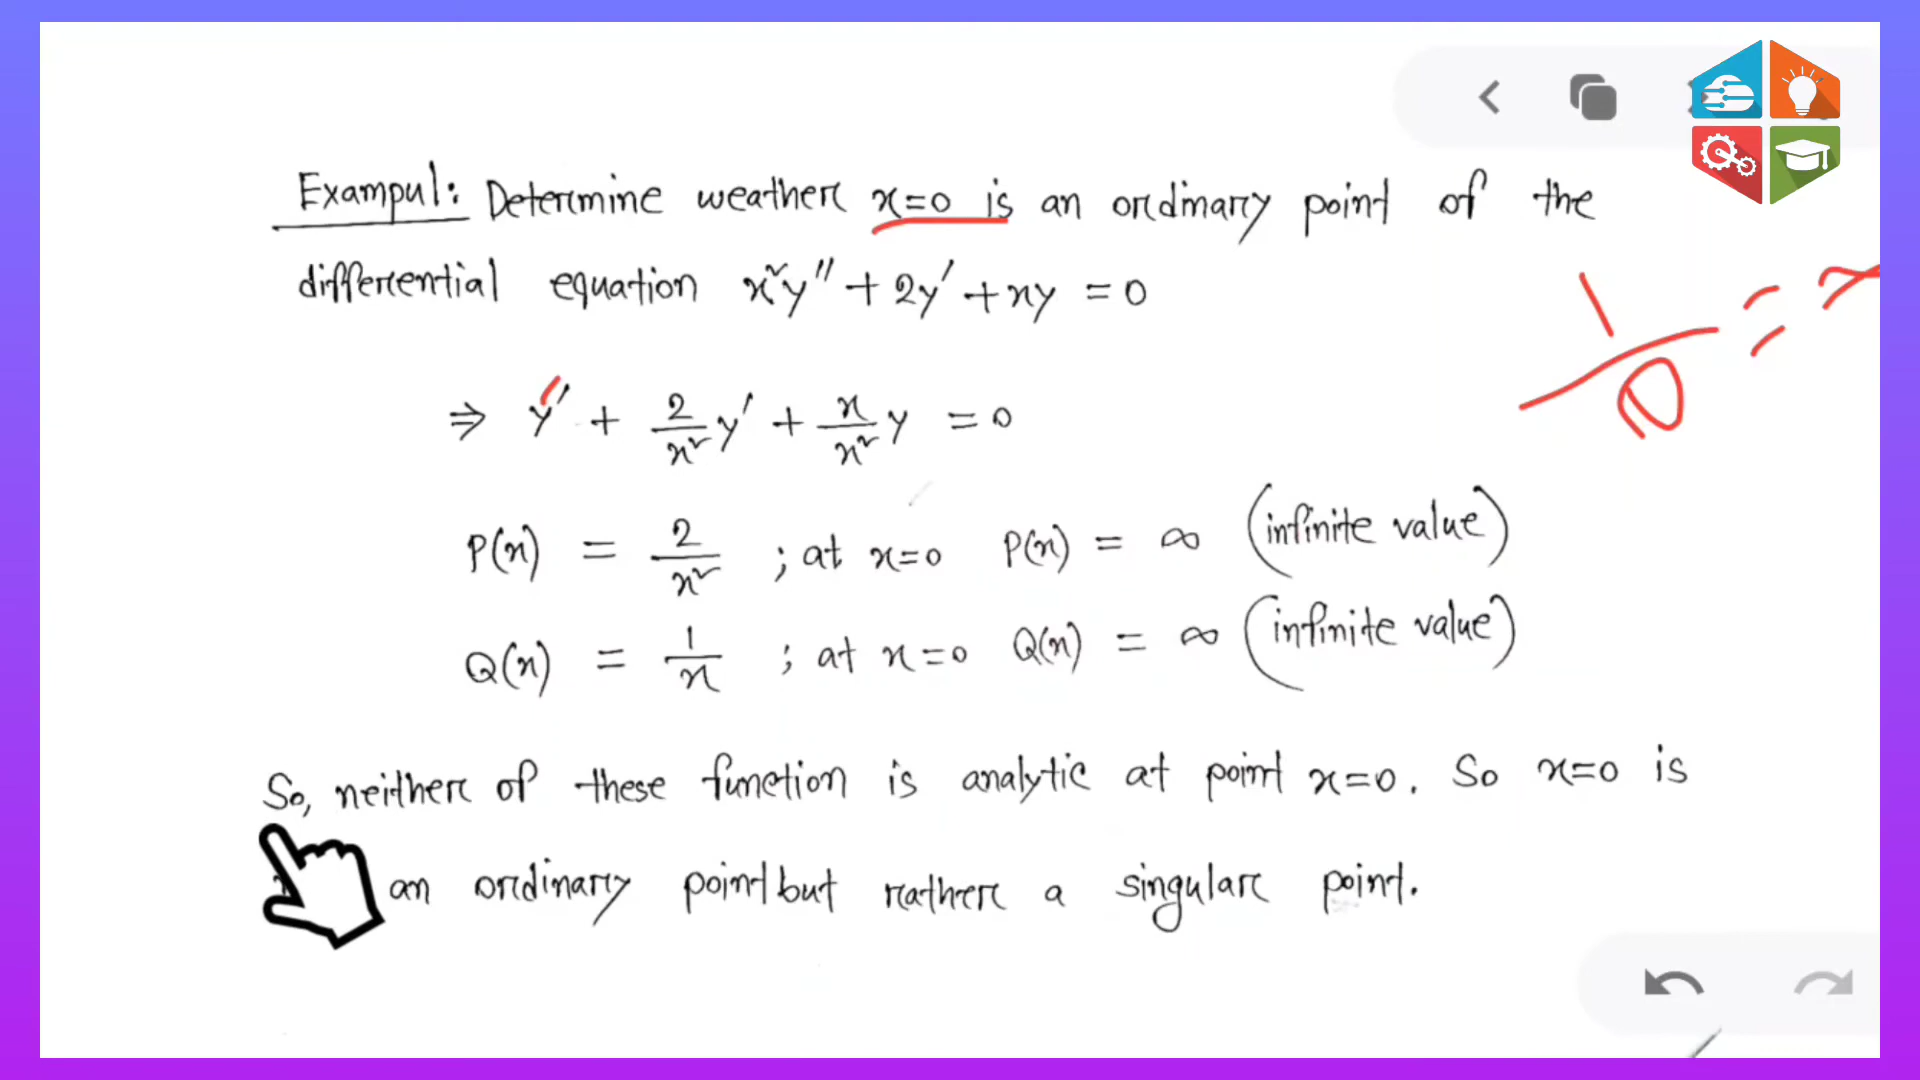 Exampul: Determine weather x=0 is an ordinary point of the
differential equation x²y'' + 2y' + xy = 0
1/0 = 
⇒ y'' + 2/x² y' + x/x² y = 0
P(x) = 2/x² ; at x=0 P(x) = ∞ (infinite value)
Q(x) = 1/x ; at x=0 Q(x) = ∞ (infinite value)
So, neither of these function is analytic at point x=0. So x=0 is
an ordinary point but rather a singular point.